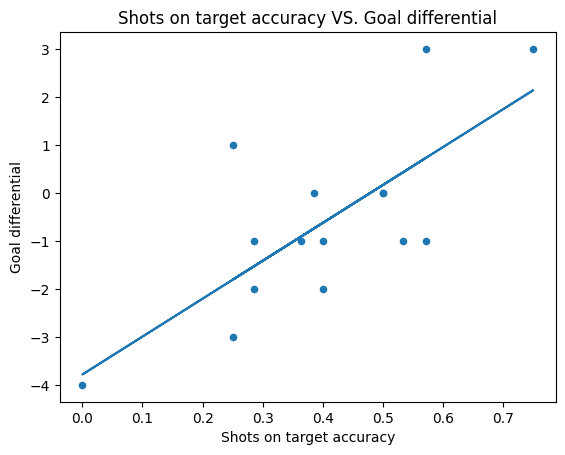 Shots on target accuracy VS. Goal differential
3
2
1
0
−1
−2
−3
−4
Goal differential
0.0 0.1 0.2 0.3 0.4 0.5 0.6 0.7
Shots on target accuracy